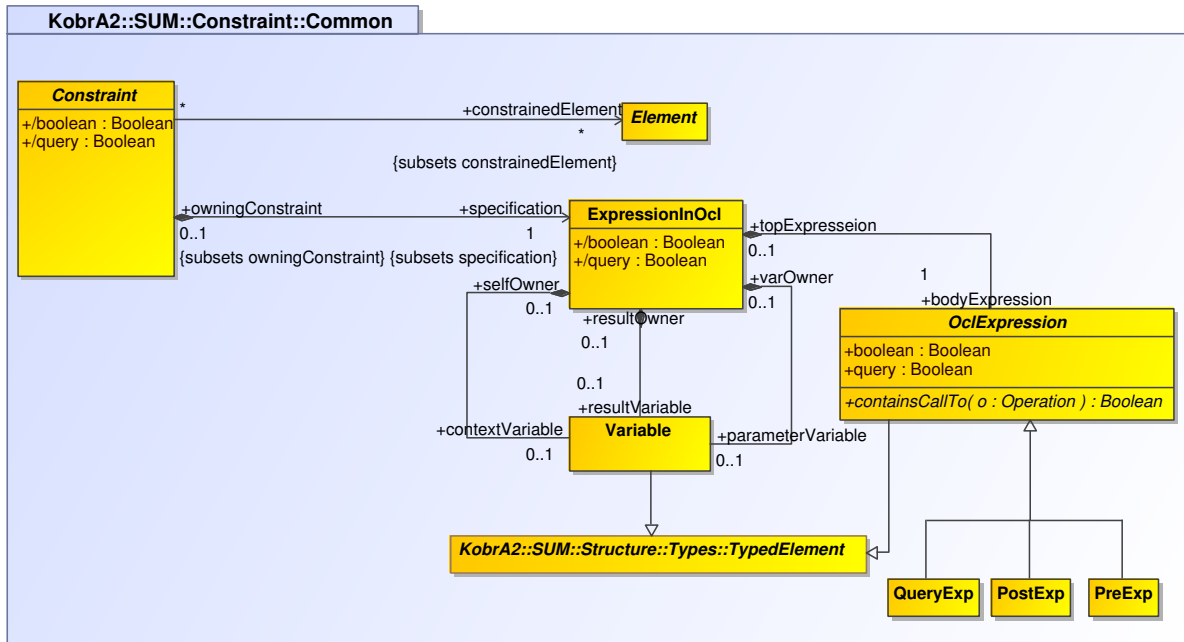 KobrA2::SUM::Constraint::Common
Constraint
+/boolean : Boolean
+/query : Boolean
*
+constrainedElement
*
Element
{subsets constrainedElement}
+owningConstraint
0..1
+specification
1
{subsets owningConstraint} {subsets specification}
ExpressionInOcl
+/boolean : Boolean
+/query : Boolean
+topExpresseion
0..1
1
+bodyExpression
+selfOwner
0..1
+varOwner
0..1
+resultOwner
0..1
OclExpression
+boolean : Boolean
+query : Boolean
+containsCallTo( o : Operation ) : Boolean
0..1
+resultVariable
+contextVariable
0..1
Variable
+parameterVariable
0..1
KobrA2::SUM::Structure::Types::TypedElement
QueryExp
PostExp
PreExp